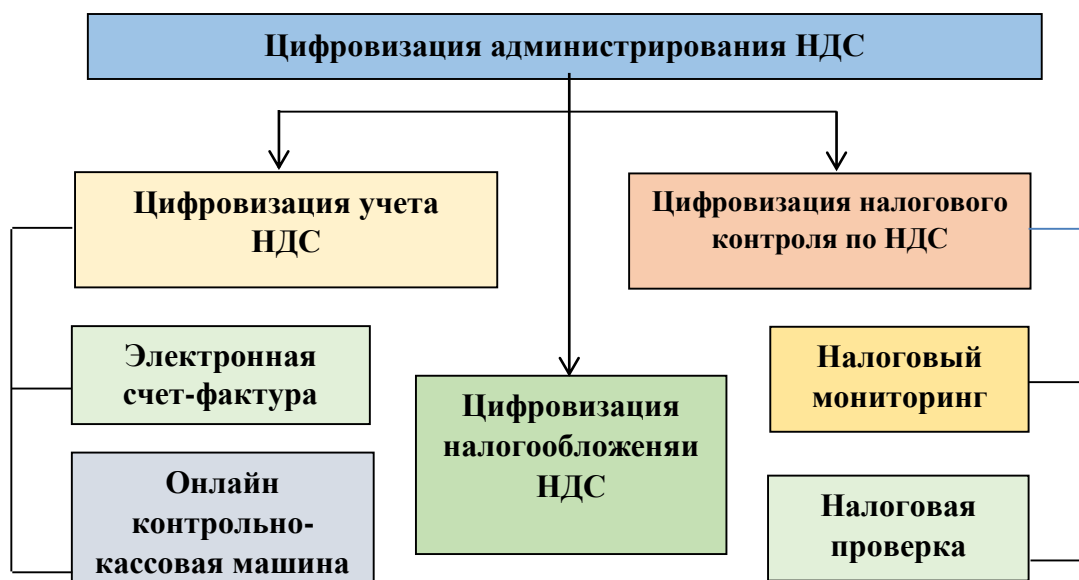 Цифровизация администрирования НДС
Цифровизация учета
НДС
Цифровизация налогового
контроля по НДС
Электронная
счет-фактура
Цифровизация
налогообложеняи
НДС
Налоговый
мониторинг
Онлайн
контрольно-
кассовая машина
Налоговая
проверка